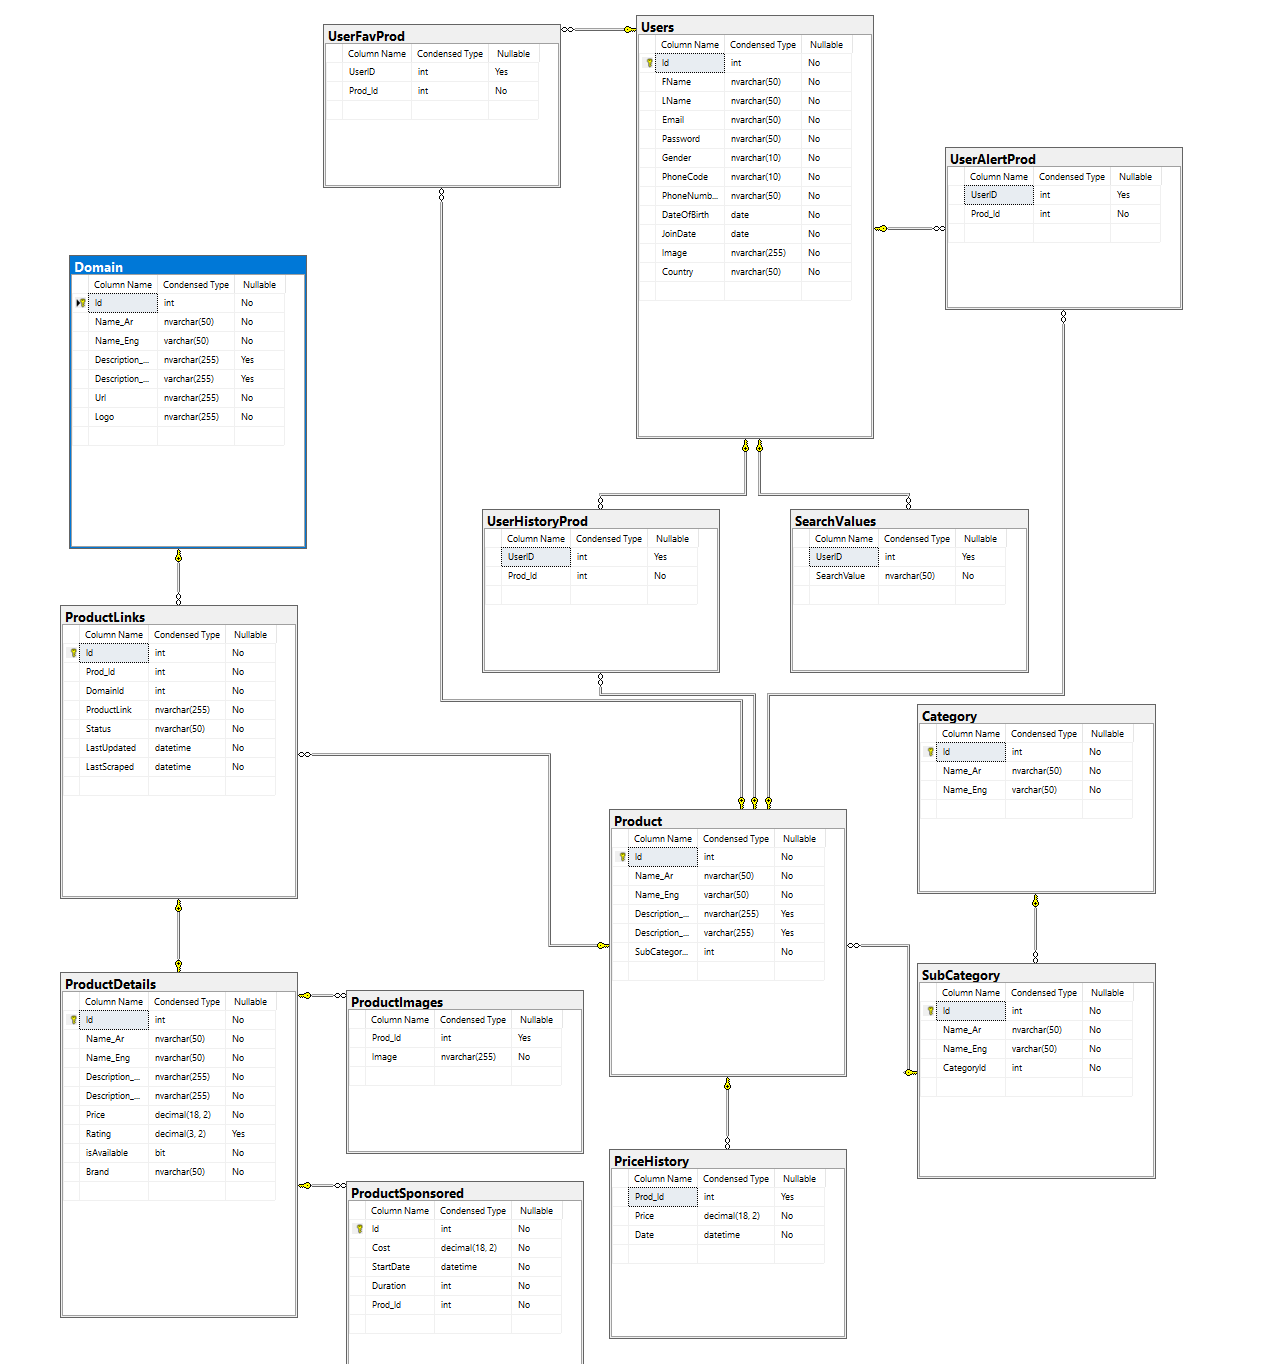 UserFavProd
Column Name Condensed Type Nullable
UserID int Yes
Prod_Id int No
Users
Column Name Condensed Type Nullable
Id int No
FName nvarchar(50) No
LName nvarchar(50) No
Email nvarchar(50) No
Password nvarchar(50) No
Gender nvarchar(10) No
PhoneCode nvarchar(10) No
PhoneNumb... nvarchar(50) No
DateOfBirth date No
JoinDate date No
Image nvarchar(255) No
Country nvarchar(50) No
UserAlertProd
Column Name Condensed Type Nullable
UserID int Yes
Prod_Id int No
Domain
Column Name Condensed Type Nullable
Id int No
Name_Ar nvarchar(50) No
Name_Eng varchar(50) No
Description_... nvarchar(255) Yes
Description_... varchar(255) Yes
Url nvarchar(255) No
Logo nvarchar(255) No
UserHistoryProd
Column Name Condensed Type Nullable
UserID int Yes
Prod_Id int No
SearchValues
Column Name Condensed Type Nullable
UserID int Yes
SearchValue nvarchar(50) No
ProductLinks
Column Name Condensed Type Nullable
Id int No
Prod_Id int No
DomainId int No
ProductLink nvarchar(255) No
Status nvarchar(50) No
LastUpdated datetime No
LastScraped datetime No
Category
Column Name Condensed Type Nullable
Id int No
Name_Ar nvarchar(50) No
Name_Eng varchar(50) No
Product
Column Name Condensed Type Nullable
Id int No
Name_Ar nvarchar(50) No
Name_Eng varchar(50) No
Description_... nvarchar(255) Yes
Description_... varchar(255) Yes
SubCategor... int No
SubCategory
Column Name Condensed Type Nullable
Id int No
Name_Ar nvarchar(50) No
Name_Eng varchar(50) No
CategoryId int No
ProductDetails
Column Name Condensed Type Nullable
Id int No
Name_Ar nvarchar(50) No
Name_Eng nvarchar(50) No
Description_... nvarchar(255) No
Description_... nvarchar(255) No
Price decimal(18, 2) No
Rating decimal(3, 2) Yes
isAvailable bit No
Brand nvarchar(50) No
ProductImages
Column Name Condensed Type Nullable
Prod_Id int Yes
Image nvarchar(255) No
PriceHistory
Column Name Condensed Type Nullable
Prod_Id int Yes
Price decimal(18, 2) No
Date datetime No
ProductSponsored
Column Name Condensed Type Nullable
Id int No
Cost decimal(18, 2) No
StartDate datetime No
Duration int No
Prod_Id int No